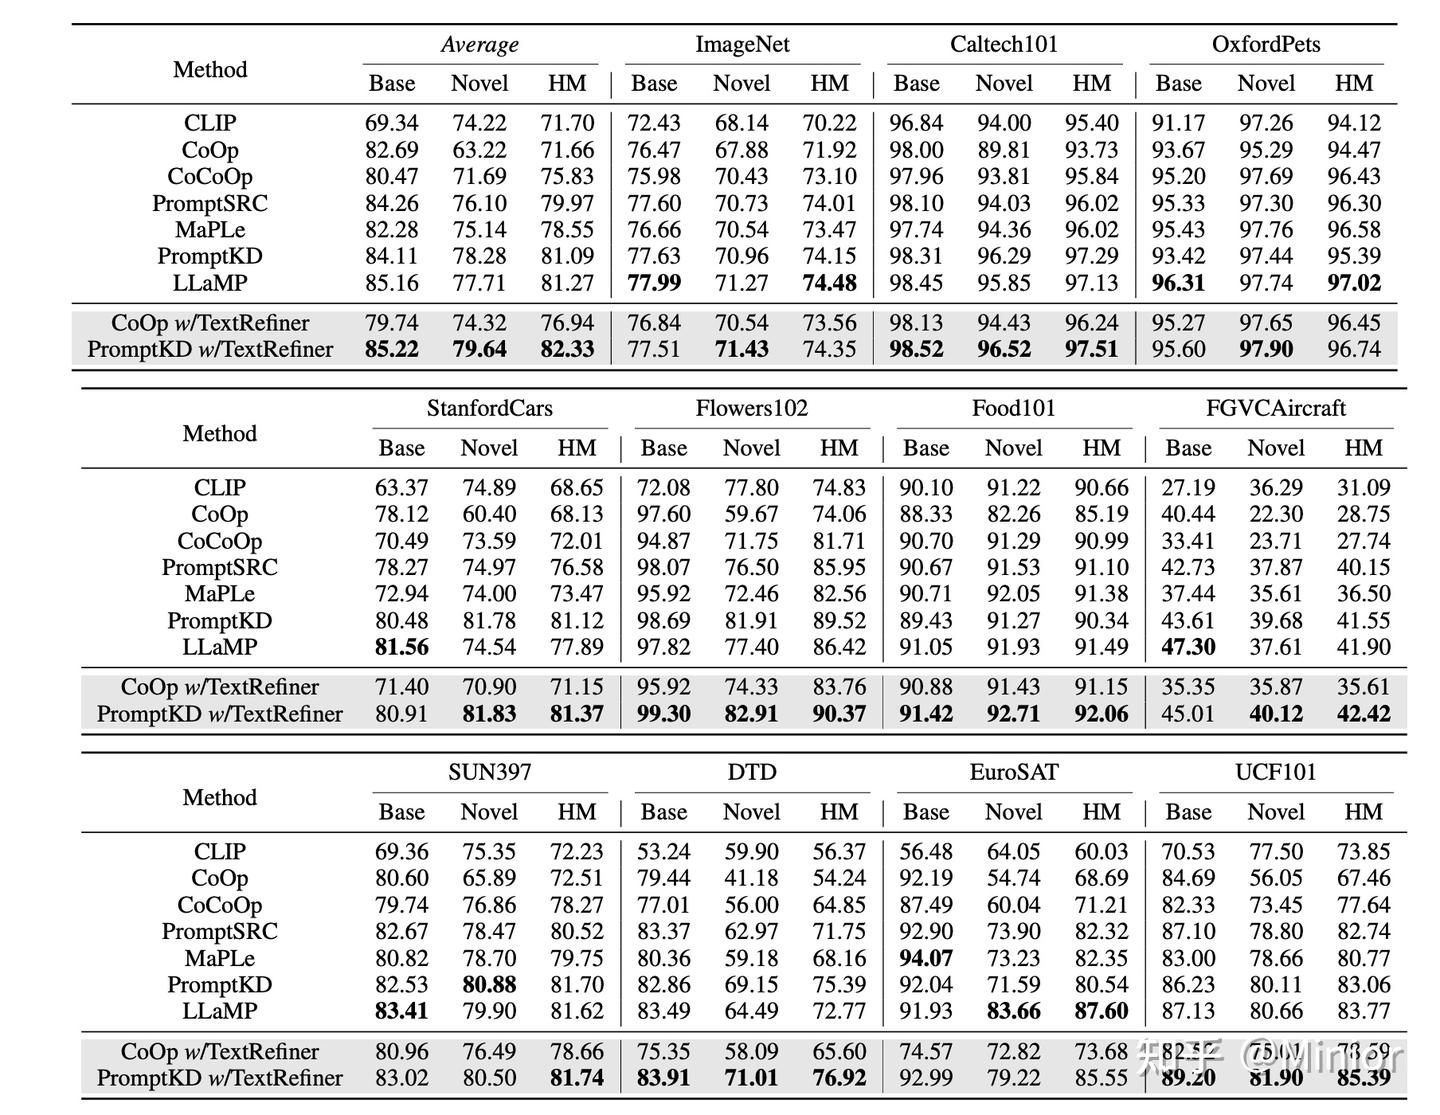 Method Average ImageNet Caltech101 OxfordPets
Base Novel HM Base Novel HM Base Novel HM Base Novel HM
CLIP 69.34 74.22 71.70 72.43 68.14 70.22 96.84 94.00 95.40 91.17 97.26 94.12
CoOp 82.69 63.22 71.66 76.47 67.88 71.92 98.00 89.81 93.73 93.67 95.29 94.47
CoCoOp 80.47 71.69 75.83 75.98 70.43 73.10 97.96 93.81 95.84 95.20 97.69 96.43
PromptSRC 84.26 76.10 79.97 77.60 70.73 74.01 98.10 94.03 96.02 95.33 97.30 96.30
MaPLe 82.28 75.14 78.55 76.66 70.54 73.47 97.74 94.36 96.02 95.43 97.76 96.58
PromptKD 84.11 78.28 81.09 77.63 70.96 74.15 98.31 96.29 97.29 93.42 97.44 95.39
LLaMP 85.16 77.71 81.27 77.99 71.27 74.48 98.45 95.85 97.13 96.31 97.74 97.02
CoOp w/TextRefiner 79.74 74.32 76.94 76.84 70.54 73.56 98.13 94.43 96.24 95.27 97.65 96.45
PromptKD w/TextRefiner 85.22 79.64 82.33 77.51 71.43 74.35 98.52 96.52 97.51 95.60 97.90 96.74
Method StanfordCars Flowers102 Food101 FGVCAircraft
Base Novel HM Base Novel HM Base Novel HM Base Novel HM
CLIP 63.37 74.89 68.65 72.08 77.80 74.83 90.10 91.22 90.66 27.19 36.29 31.09
CoOp 78.12 60.40 68.13 97.60 59.67 74.06 88.33 82.26 85.19 40.44 22.30 28.75
CoCoOp 70.49 73.59 72.01 94.87 71.75 81.71 90.70 91.29 90.99 33.41 23.71 27.74
PromptSRC 78.27 74.97 76.58 98.07 76.50 85.95 90.67 91.53 91.10 42.73 37.87 40.15
MaPLe 72.94 74.00 73.47 95.92 72.46 82.56 90.71 92.05 91.38 37.44 35.61 36.50
PromptKD 80.48 81.78 81.12 98.69 81.91 89.52 89.43 91.27 90.34 43.61 39.68 41.55
LLaMP 81.56 74.54 77.89 97.82 77.40 86.42 91.05 91.93 91.49 47.30 37.61 41.90
CoOp w/TextRefiner 71.40 70.90 71.15 95.92 74.33 83.76 90.88 91.43 91.15 35.35 35.87 35.61
PromptKD w/TextRefiner 80.91 81.83 81.37 99.30 82.91 90.37 91.42 92.71 92.06 45.01 40.12 42.42
Method SUN397 DTD EuroSAT UCF101
Base Novel HM Base Novel HM Base Novel HM Base Novel HM
CLIP 69.36 75.35 72.23 53.24 59.90 56.37 56.48 64.05 60.03 70.53 77.50 73.85
CoOp 80.60 65.89 72.51 79.44 41.18 54.24 92.19 54.74 68.69 84.69 56.05 67.46
CoCoOp 79.74 76.86 78.27 77.01 56.00 64.85 87.49 60.04 71.21 82.33 73.45 77.64
PromptSRC 82.67 78.47 80.52 83.37 62.97 71.75 92.90 73.90 82.32 87.10 78.80 82.74
MaPLe 80.82 78.70 79.75 80.36 59.18 68.16 94.07 73.23 82.35 83.00 78.66 80.77
PromptKD 82.53 80.88 81.70 82.86 69.15 75.39 92.04 71.59 80.54 86.23 80.11 83.06
LLaMP 83.41 79.90 81.62 83.49 64.49 72.77 91.93 83.66 87.60 87.13 80.66 83.77
CoOp w/TextRefiner 80.96 76.49 78.66 75.35 58.09 65.60 74.57 72.82 73.68
PromptKD w/TextRefiner 83.02 80.50 81.74 83.91 71.01 76.92 92.99 79.22 85.55 89.20 81.90 85.39
知乎 @Minior